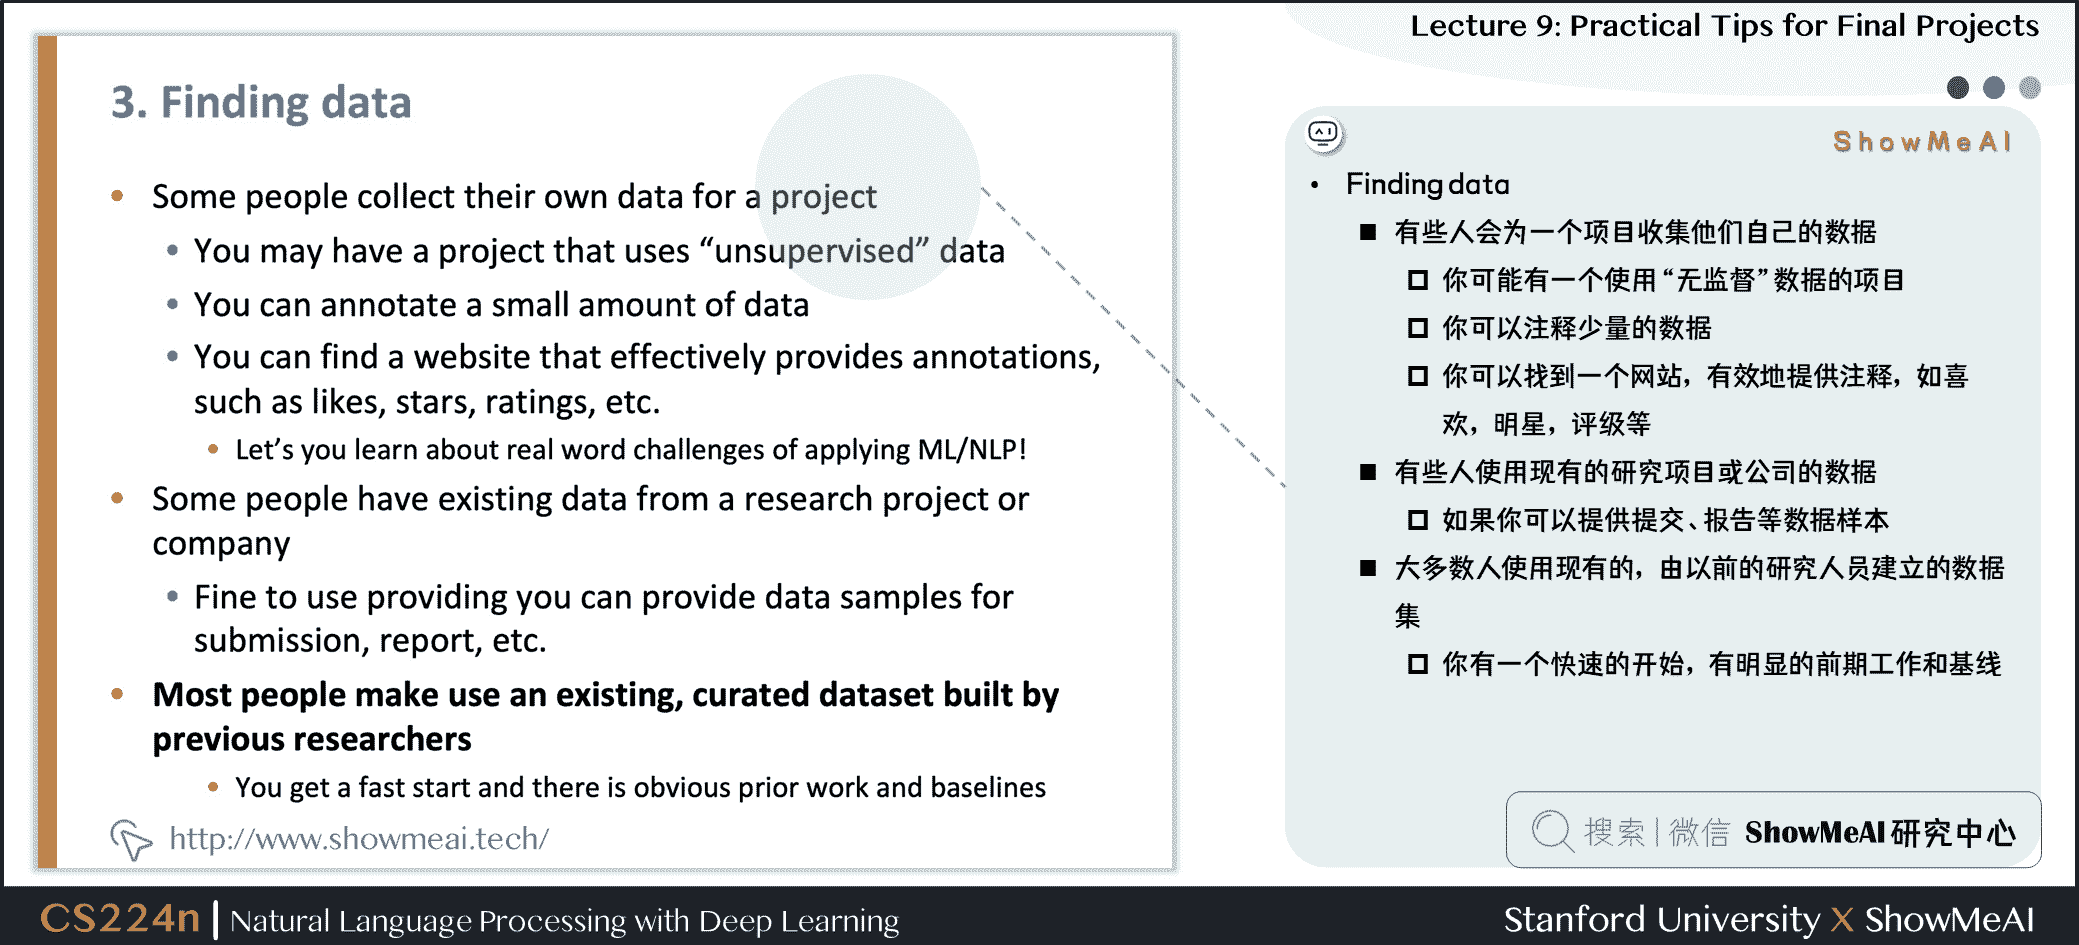 Lecture 9: Practical Tips for Final Projects
3. Finding data
• Some people collect their own data for a project
• You may have a project that uses “unsupervised” data
• You can annotate a small amount of data
• You can find a website that effectively provides annotations,
such as likes, stars, ratings, etc.
• Let’s you learn about real word challenges of applying ML/NLP!
• Some people have existing data from a research project or
company
• Fine to use providing you can provide data samples for
submission, report, etc.
• Most people make use an existing, curated dataset built by
previous researchers
• You get a fast start and there is obvious prior work and baselines
http://www.showmeai.tech/
ShowMeAI
• Finding data
■ 有些人会为一个项目收集他们自己的数据
□ 你可能有一个使用“无监督”数据的项目
□ 你可以注释少量的数据
□ 你可以找到一个网站，有效地提供注释，如喜
欢，明星，评级等
■ 有些人使用现有的研究项目或公司的数据
□ 如果你可以提供提交、报告等数据样本
■ 大多数人使用现有的，由以前的研究人员建立的数据
集
□ 你有一个快速的开始，有明显的前期工作和基线
搜索|微信 ShowMeAI 研究中心
CS224n | Natural Language Processing with Deep Learning
Stanford University X ShowMeAI